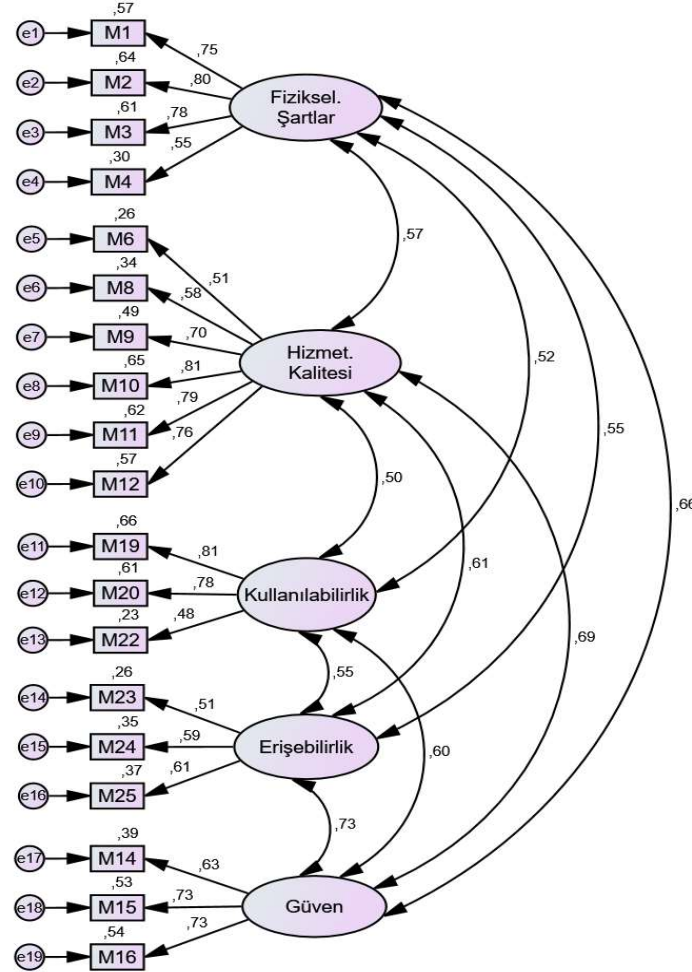 ,57
e1 M1
,75
,64
e2 M2
,80
,61
e3 M3
,78
,30
e4 M4
,55
Fiziksel.
Şartlar
,57
,52
,55
,66
,26
e5 M6
,51
,34
e6 M8
,58
,49
e7 M9
,70
,65
e8 M10
,81
,62
e9 M11
,79
,57
e10 M12
,76
Hizmet.
Kalitesi
,50
,61
,69
,66
e11 M19
,81
,61
e12 M20
,78
,23
e13 M22
,48
Kullanılabilirlik
,55
,60
,26
e14 M23
,51
,35
e15 M24
,59
,37
e16 M25
,61
Erişebilirlik
,73
,39
e17 M14
,63
,53
e18 M15
,73
,54
e19 M16
,73
Güven